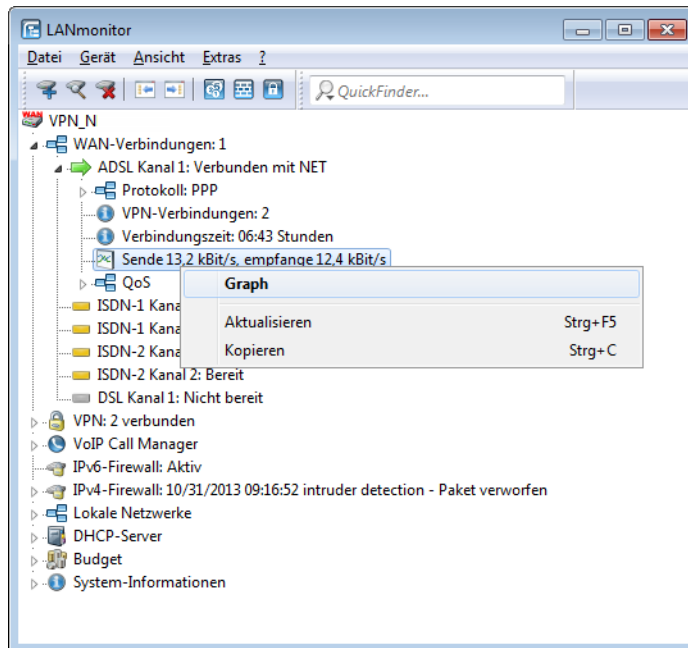 LANmonitor
Datei Gerät Ansicht Extras ?
QuickFinder...
WAN
VPN_N
WAN-Verbindungen: 1
ADSL Kanal 1: Verbunden mit NET
Protokoll: PPP
VPN-Verbindungen: 2
Verbindungszeit: 06:43 Stunden
Sende 13,2 kBit/s, empfange 12,4 kBit/s
QoS
Graph
ISDN-1 Kana
ISDN-1 Kana
Aktualisieren Strg+F5
ISDN-2 Kana
Kopieren Strg+C
ISDN-2 Kanal 2: Bereit
DSL Kanal 1: Nicht bereit
VPN: 2 verbunden
VoIP Call Manager
IPv6-Firewall: Aktiv
IPv4-Firewall: 10/31/2013 09:16:52 intruder detection - Paket verworfen
Lokale Netzwerke
DHCP-Server
Budget
System-Informationen